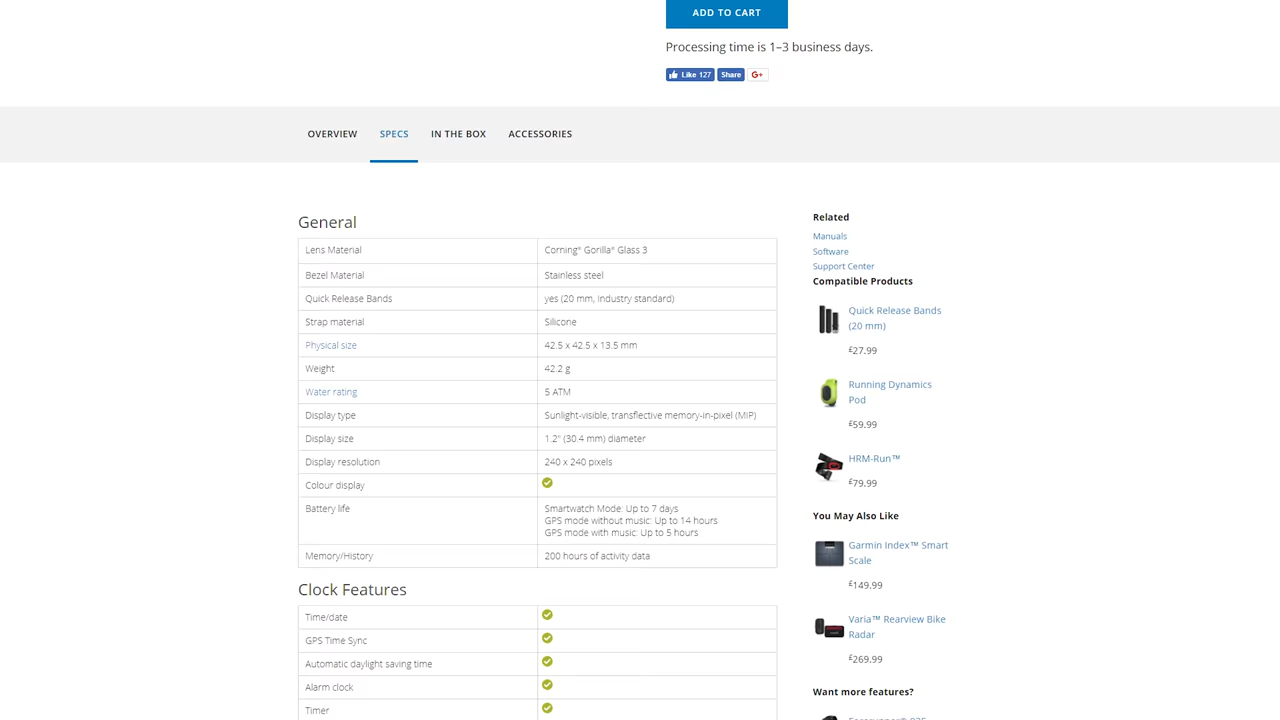 ADD TO CART
Processing time is 1–3 business days.
Like 127 Share G+
OVERVIEW SPECS IN THE BOX ACCESSORIES
General
Lens Material Corning® Gorilla® Glass 3
Bezel Material Stainless steel
Quick Release Bands yes (20 mm, Industry standard)
Strap material Silicone
Physical size 42.5 x 42.5 x 13.5 mm
Weight 42.2 g
Water rating 5 ATM
Display type Sunlight-visible, transflective memory-in-pixel (MIP)
Display size 1.2" (30.4 mm) diameter
Display resolution 240 x 240 pixels
Colour display
Battery life Smartwatch Mode: Up to 7 days
GPS mode without music: Up to 14 hours
GPS mode with music: Up to 5 hours
Memory/History 200 hours of activity data
Clock Features
Time/date
GPS Time Sync
Automatic daylight saving time
Alarm clock
Timer
Related
Manuals
Software
Support Center
Compatible Products
Quick Release Bands
(20 mm)
£27.99
Running Dynamics
Pod
£59.99
HRM-Run™
£79.99
You May Also Like
Garmin Index™ Smart
Scale
£149.99
Varia™ Rearview Bike
Radar
£269.99
Want more features?